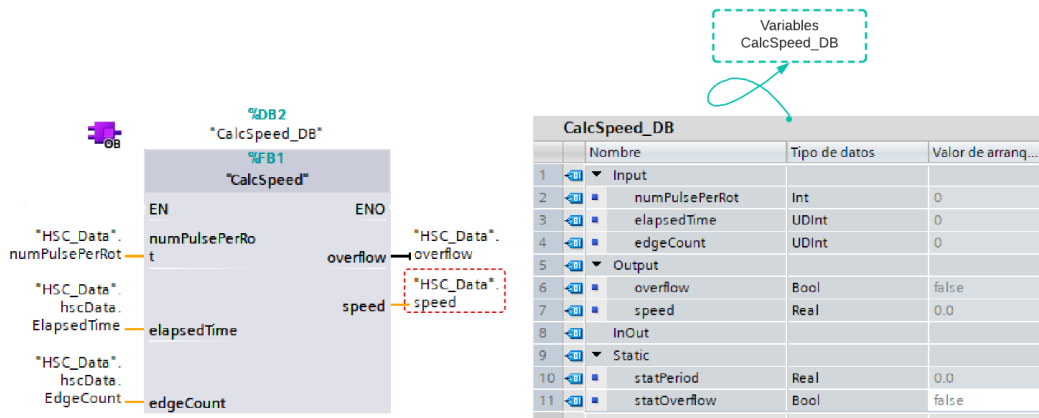 Variables
CalcSpeed_DB
%DB2
"CalcSpeed_DB"
%FB1
"CalcSpeed"
EN
ENO
"HSC_Data".
numPulsePerRot
numPulsePerRo
t
overflow
"HSC_Data".
overflow
"HSC_Data".
hscData.
ElapsedTime
elapsedTime
speed
"HSC_Data".
speed
"HSC_Data".
hscData.
EdgeCount
edgeCount
OB
CalcSpeed_DB
Nombre Tipo de datos Valor de arranq...
1 Input
2 numPulsePerRot Int 0
3 elapsedTime UDInt 0
4 edgeCount UDInt 0
5 Output
6 overflow Bool false
7 speed Real 0.0
8 InOut
9 Static
10 statPeriod Real 0.0
11 statOverflow Bool false